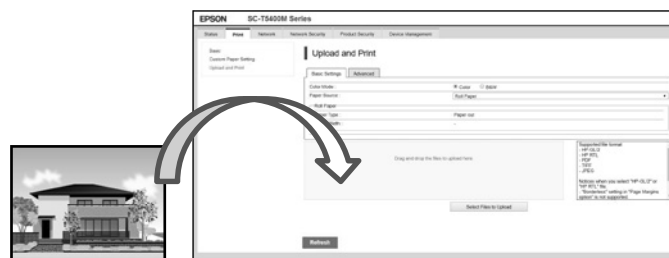 EPSON SC-T5400M Series
Status Print Network Network Security Product Security Device Management
Basic
Custom Paper Setting
Upload and Print
Upload and Print
Basic Settings Advanced
Color Mode : Color B&W
Paper Source : Roll Paper
Roll Paper
Type : Paper out
-
Drag and drop the files to upload here.
Supported file format
- HP-GL/2
- HP RTL
- PDF
- TIFF
- JPEG
Notices when you select "HP-GL/2" or
"HP RTL" file
- "Borderless" setting in "Page Margins
option" is not supported.
Select Files to Upload
Refresh